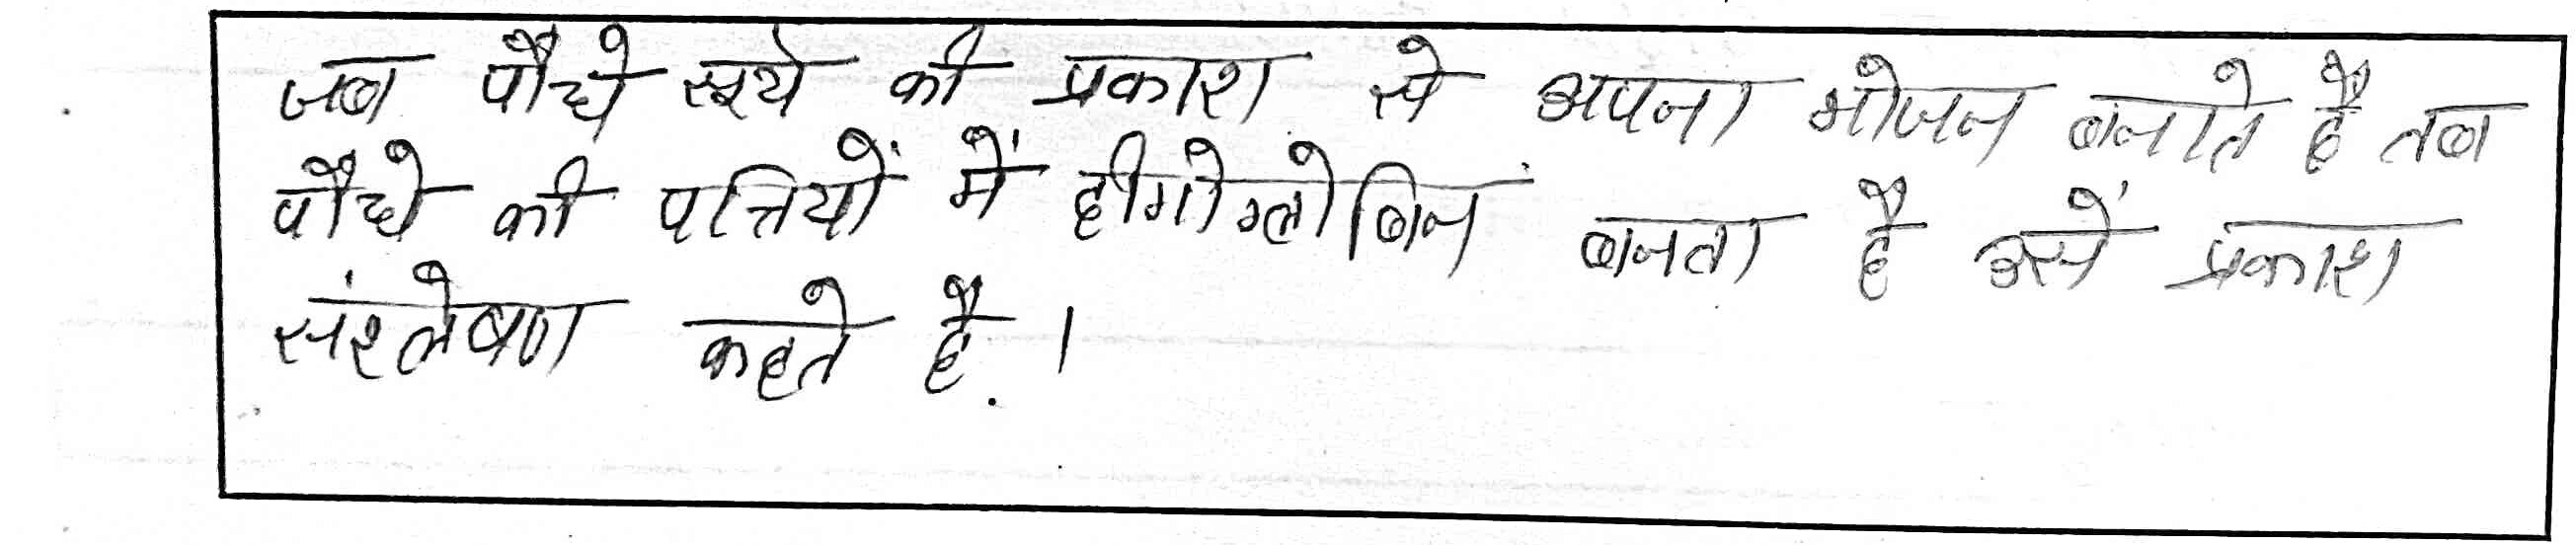 जब पौधे सूर्य की प्रकाश से अपना भोजन बनाते है तब
पौधे की पत्तियों में हीगोग्लोबिन बनता है उसे प्रकाश
संश्लेषण कहते है।